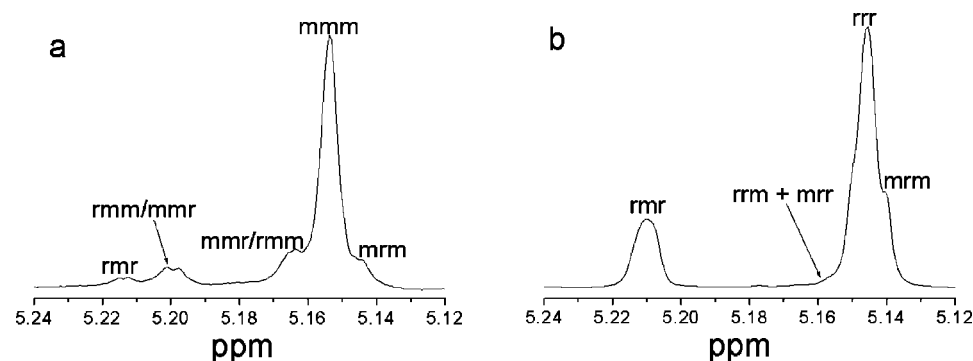 a
mmm
rmm/mmr
mmr/rmm
rmr
mrm
5.24 5.22 5.20 5.18 5.16 5.14 5.12
ppm
b
rrr
mrm
rrm + mrr
rmr
5.24 5.22 5.20 5.18 5.16 5.14 5.12
ppm